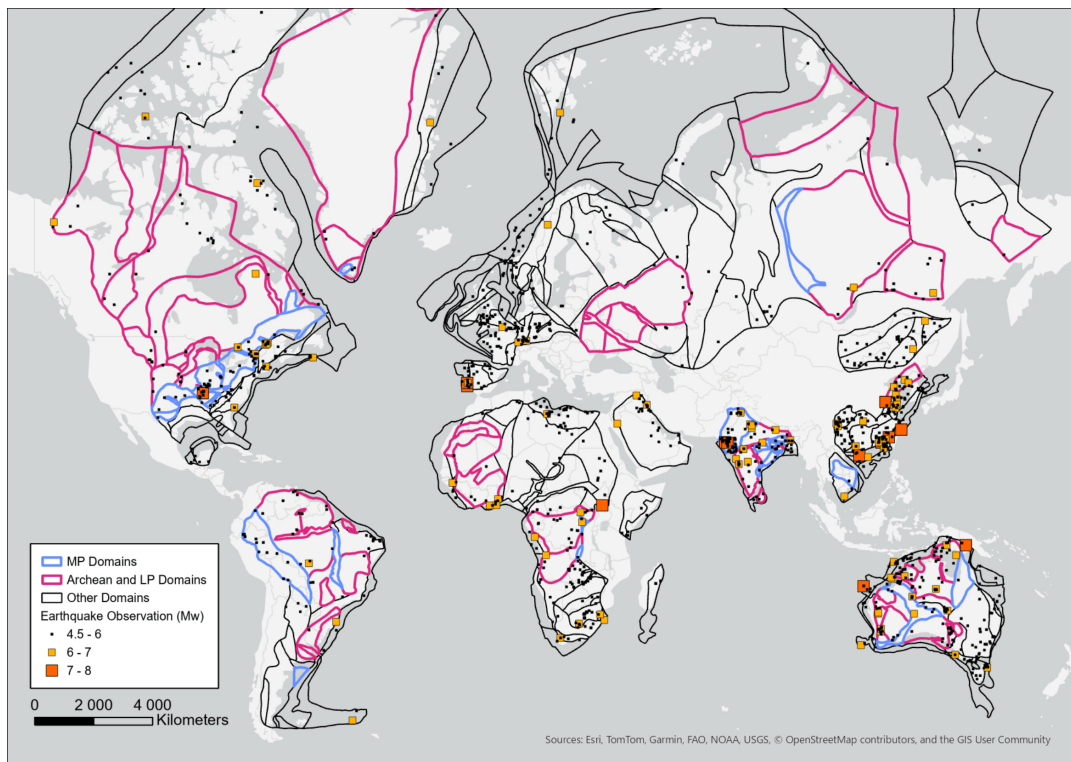 MP Domains
Archean and LP Domains
Other Domains
Earthquake Observation (Mw)
4.5 - 6
6 - 7
7 - 8
0 2 000 4 000
Kilometers
Sources: Esri, TomTom, Garmin, FAO, NOAA, USGS, © OpenStreetMap contributors, and the GIS User Community